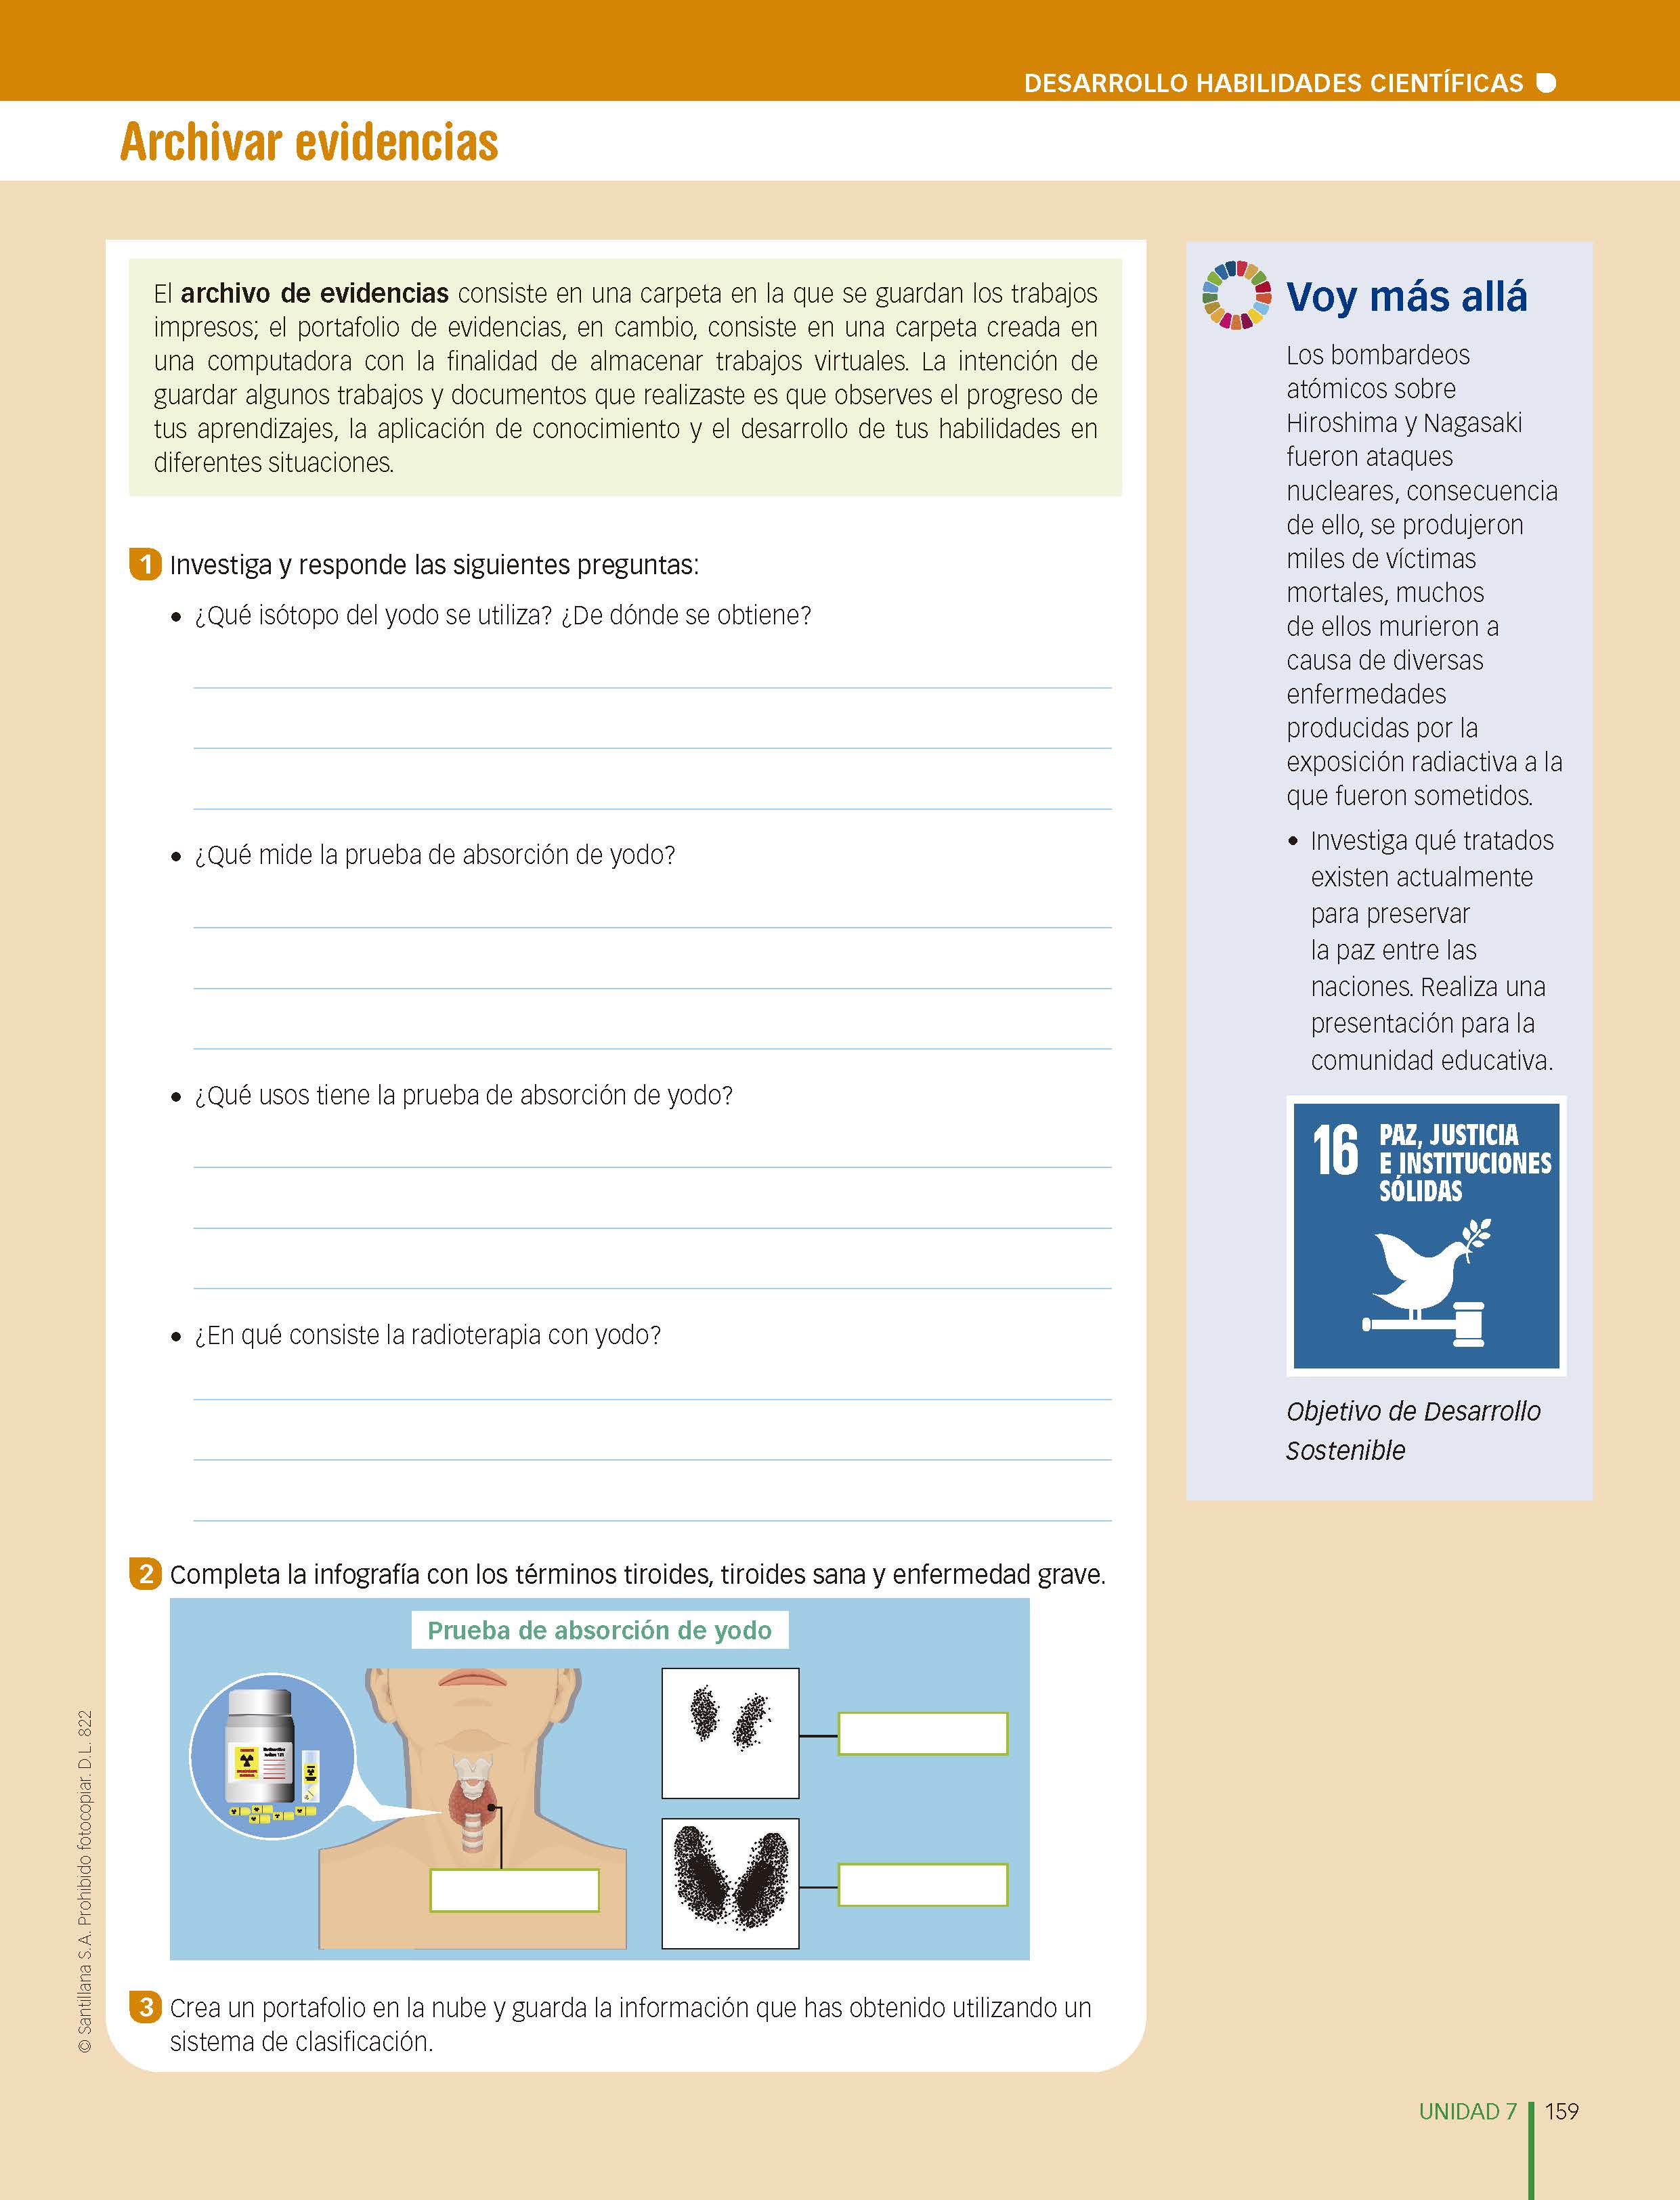 DESARROLLO HABILIDADES CIENTÍFICAS
Archivar evidencias
El archivo de evidencias consiste en una carpeta en la que se guardan los trabajos
impresos; el portafolio de evidencias, en cambio, consiste en una carpeta creada en
una computadora con la finalidad de almacenar trabajos virtuales. La intención de
guardar algunos trabajos y documentos que realizaste es que observes el progreso de
tus aprendizajes, la aplicación de conocimiento y el desarrollo de tus habilidades en
diferentes situaciones.
1 Investiga y responde las siguientes preguntas:
• ¿Qué isótopo del yodo se utiliza? ¿De dónde se obtiene?
• ¿Qué mide la prueba de absorción de yodo?
• ¿Qué usos tiene la prueba de absorción de yodo?
• ¿En qué consiste la radioterapia con yodo?
2 Completa la infografía con los términos tiroides, tiroides sana y enfermedad grave.
Prueba de absorción de yodo
3 Crea un portafolio en la nube y guarda la información que has obtenido utilizando un
sistema de clasificación.
Voy más allá
Los bombardeos
atómicos sobre
Hiroshima y Nagasaki
fueron ataques
nucleares, consecuencia
de ello, se produjeron
miles de víctimas
mortales, muchos
de ellos murieron a
causa de diversas
enfermedades
producidas por la
exposición radiactiva a la
que fueron sometidos.
• Investiga qué tratados
existen actualmente
para preservar
la paz entre las
naciones. Realiza una
presentación para la
comunidad educativa.
16 PAZ, JUSTICIA
E INSTITUCIONES
SÓLIDAS
Objetivo de Desarrollo
Sostenible
© Santillana S.A. Prohibido fotocopiar. D.L. 822
UNIDAD 7 159